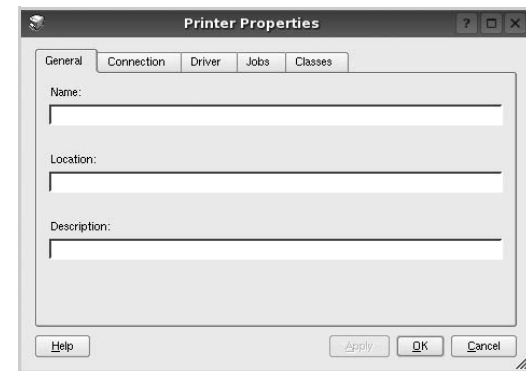 Printer Properties
General Connection Driver Jobs Classes
Name:
Location:
Description:
Help Apply OK Cancel